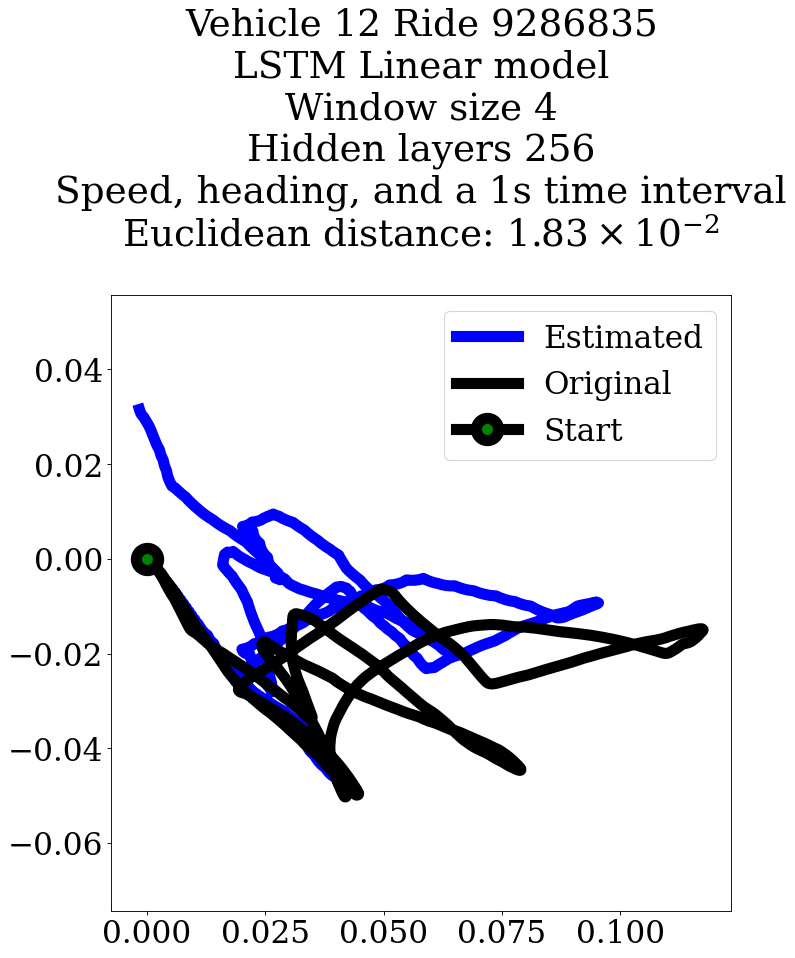 Vehicle 12 Ride 9286835
LSTM Linear model
Window size 4
Hidden layers 256
Speed, heading, and a 1s time interval
Euclidean distance: 1.83 × 10⁻²
Estimated
Original
Start
0.04
0.02
0.00
−0.02
−0.04
−0.06
0.000 0.025 0.050 0.075 0.100